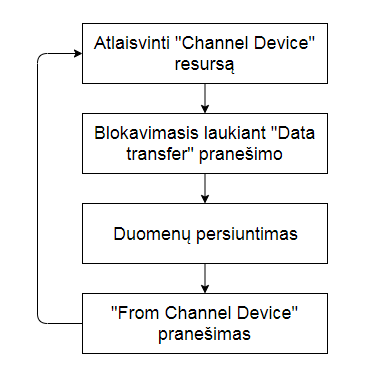 Atlaisvinti "Channel Device"
resursą
Blokavimasis laukiant "Data
transfer" pranešimo
Duomenų persiuntimas
"From Channel Device"
pranešimas